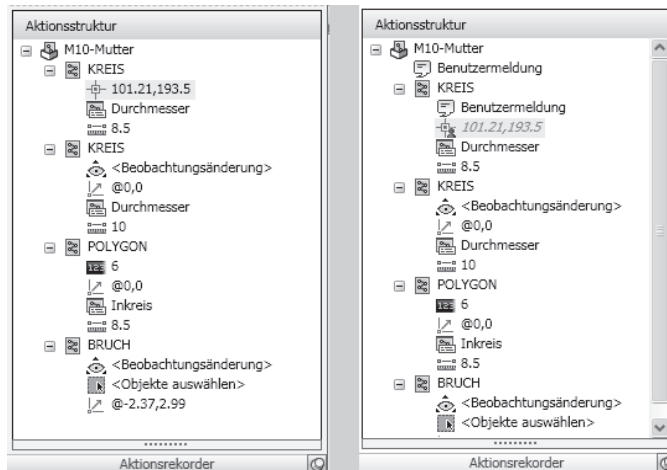 Aktionsstruktur
M10-Mutter
KREIS
101.21,193.5
Durchmesser
8.5
KREIS
<Beobachtungsänderung>
@0,0
Durchmesser
10
POLYGON
123 6
@0,0
Inkreis
8.5
BRUCH
<Beobachtungsänderung>
<Objekte auswählen>
@-2.37,2.99
Aktionsrekorder
Aktionsstruktur
M10-Mutter
Benutzermeldung
KREIS
Benutzermeldung
101.21,193.5
Durchmesser
8.5
KREIS
<Beobachtungsänderung>
@0,0
Durchmesser
10
POLYGON
123 6
@0,0
Inkreis
8.5
BRUCH
<Beobachtungsänderung>
<Objekte auswählen>
Aktionsrekorder